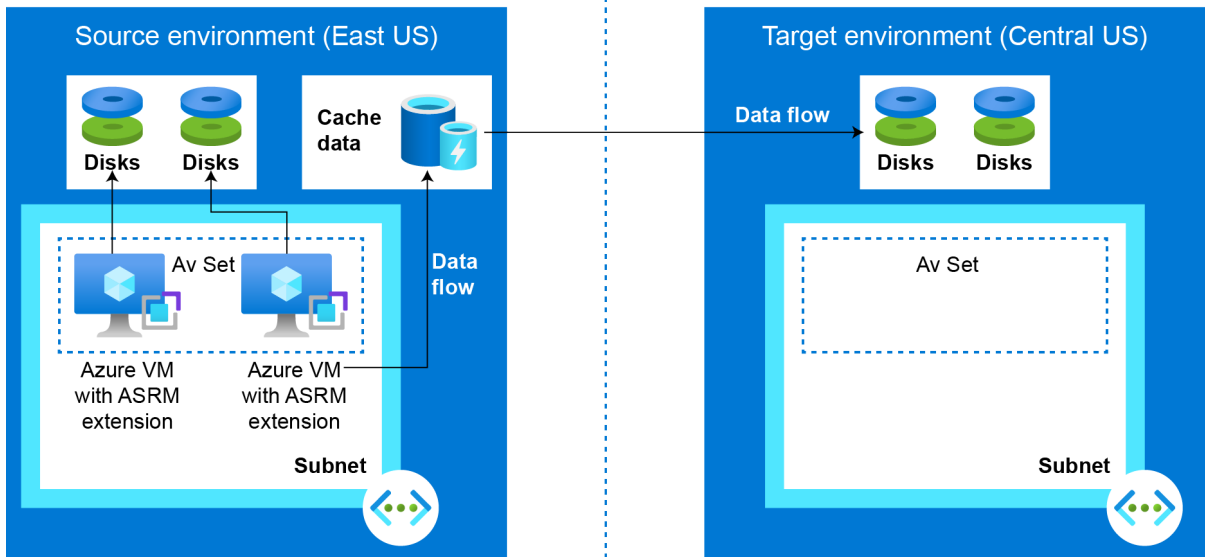 Source environment (East US)
Disks
Disks
Cache
data
Av Set
Data
flow
Azure VM
with ASRM
extension
Azure VM
with ASRM
extension
Subnet
Data flow
Target environment (Central US)
Disks
Disks
Av Set
Subnet